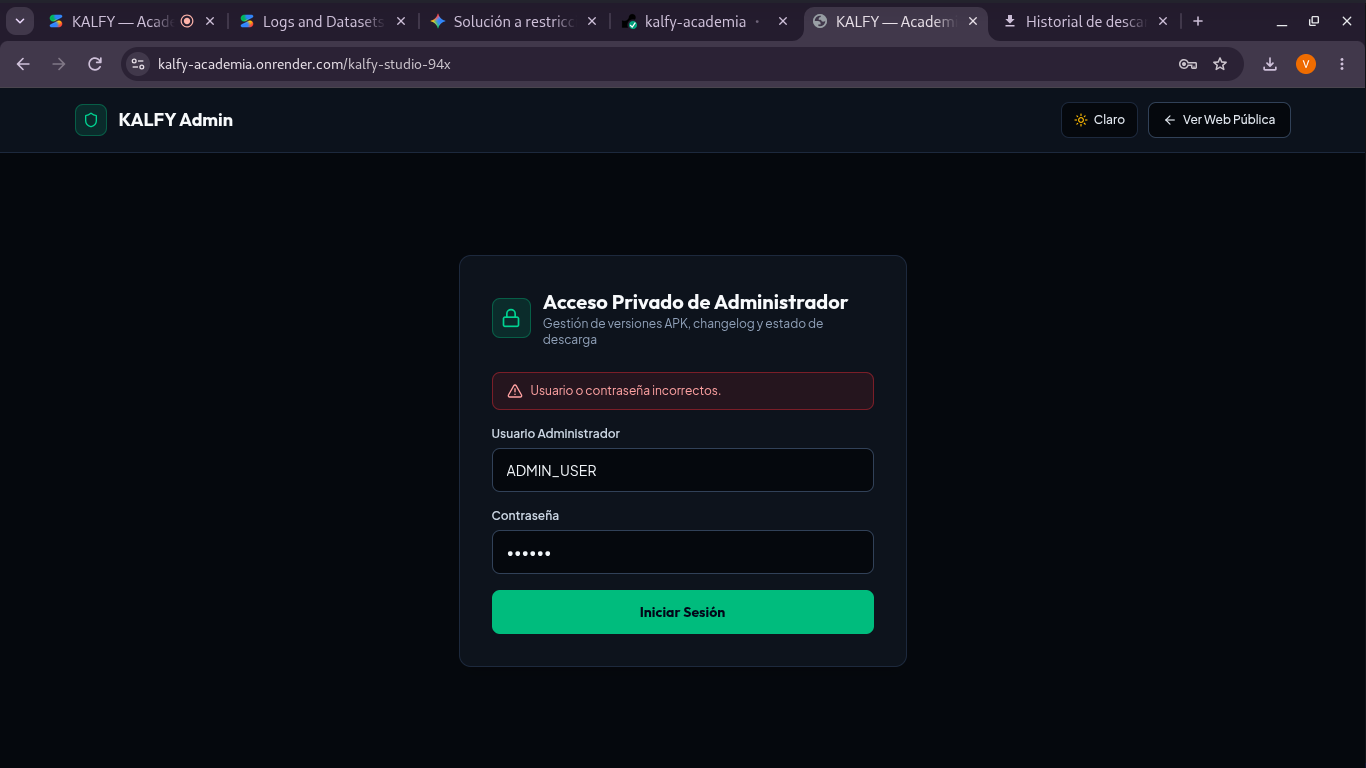 KALFY — Acad
Logs and Datasets
Solución a restricc
kalfy-academia
KALFY — Academ
Historial de desca
kalfy-academia.onrender.com/kalfy-studio-94x
V
KALFY Admin
Claro
← Ver Web Pública
Acceso Privado de Administrador
Gestión de versiones APK, changelog y estado de
descarga
Usuario o contraseña incorrectos.
Usuario Administrador
ADMIN_USER
Contraseña
••••••
Iniciar Sesión